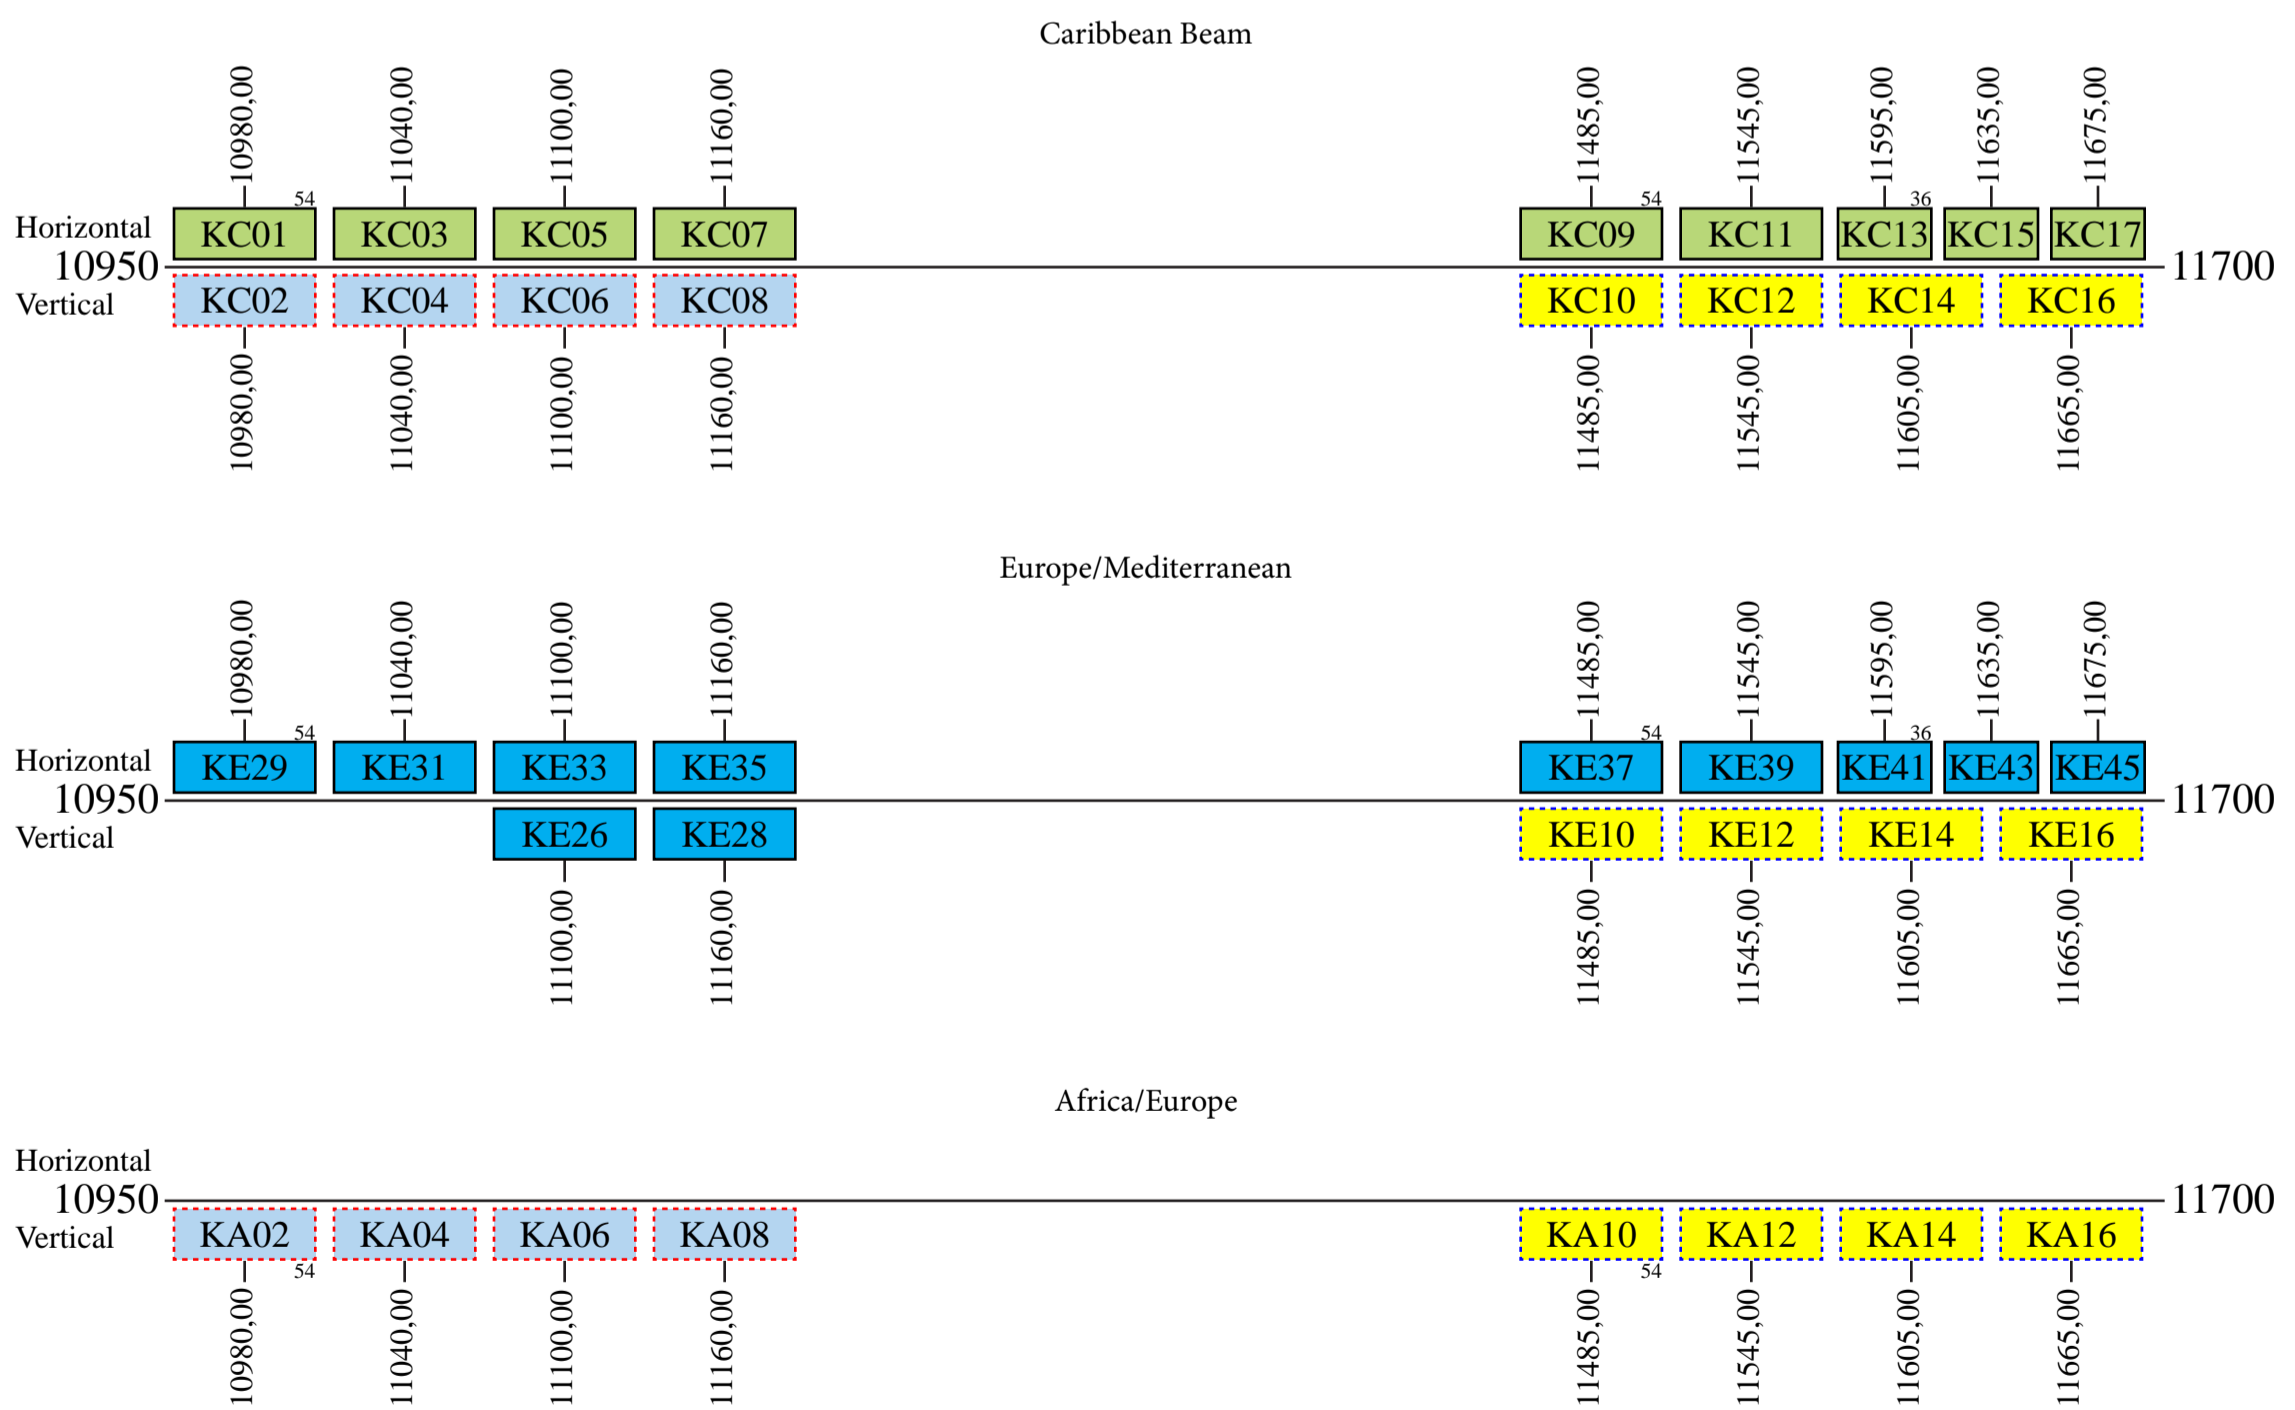 Caribbean Beam
10980,00 11040,00 11100,00 11160,00 11485,00 11545,00 11595,00 11635,00 11675,00
54 54 36
Horizontal KC01 KC03 KC05 KC07 KC09 KC11 KC13 KC15 KC17
10950 11700
Vertical KC02 KC04 KC06 KC08 KC10 KC12 KC14 KC16
10980,00 11040,00 11100,00 11160,00 11485,00 11545,00 11605,00 11665,00
Europe/Mediterranean
10980,00 11040,00 11100,00 11160,00 11485,00 11545,00 11595,00 11635,00 11675,00
54 54 36
Horizontal KE29 KE31 KE33 KE35 KE37 KE39 KE41 KE43 KE45
10950 11700
Vertical KE26 KE28 KE10 KE12 KE14 KE16
11100,00 11160,00 11485,00 11545,00 11605,00 11665,00
Africa/Europe
Horizontal
10950 11700
Vertical KA02 KA04 KA06 KA08 KA10 KA12 KA14 KA16
54 54
10980,00 11040,00 11100,00 11160,00 11485,00 11545,00 11605,00 11665,00